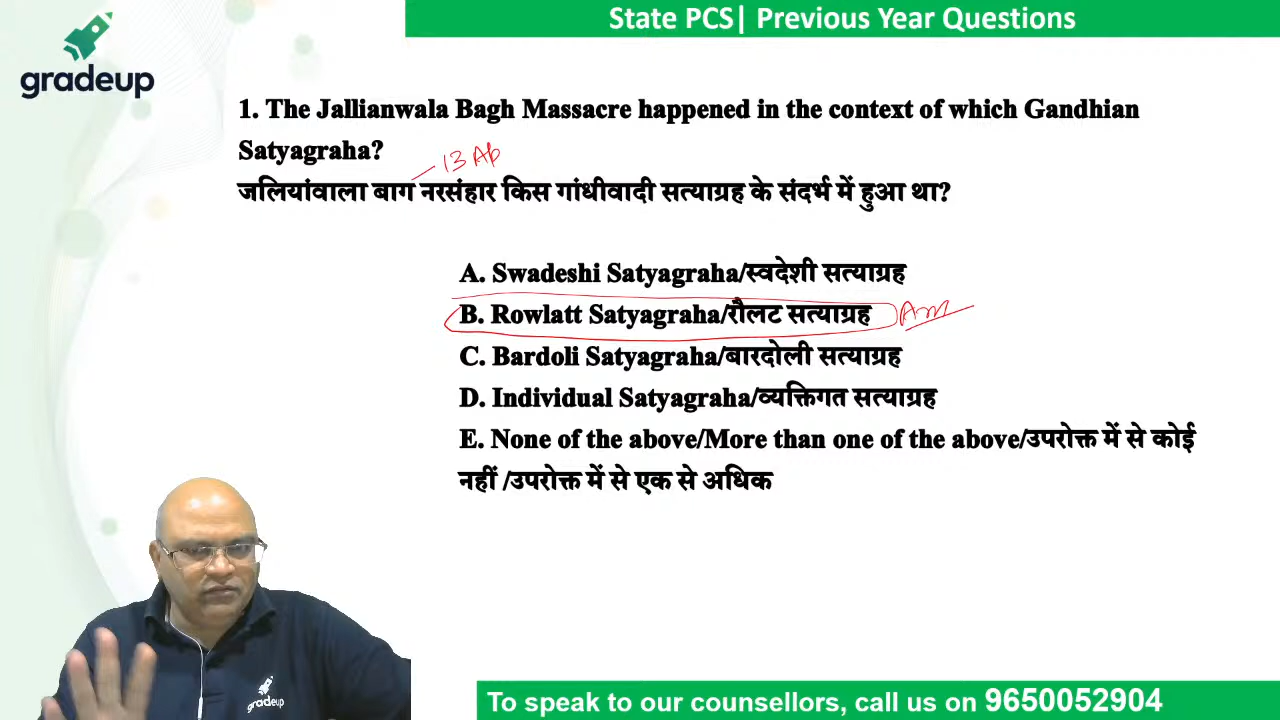 State PCS| Previous Year Questions
gradeup
1. The Jallianwala Bagh Massacre happened in the context of which Gandhian
Satyagraha?
13 Ap
जलियांवाला बाग नरसंहार किस गांधीवादी सत्याग्रह के संदर्भ में हुआ था?
A. Swadeshi Satyagraha/स्वदेशी सत्याग्रह
B. Rowlatt Satyagraha/रौलट सत्याग्रह
C. Bardoli Satyagraha/बारदोली सत्याग्रह
D. Individual Satyagraha/व्यक्तिगत सत्याग्रह
E. None of the above/More than one of the above/उपरोक्त में से कोई
नहीं /उपरोक्त में से एक से अधिक
gradeup
To speak to our counsellors, call us on 9650052904